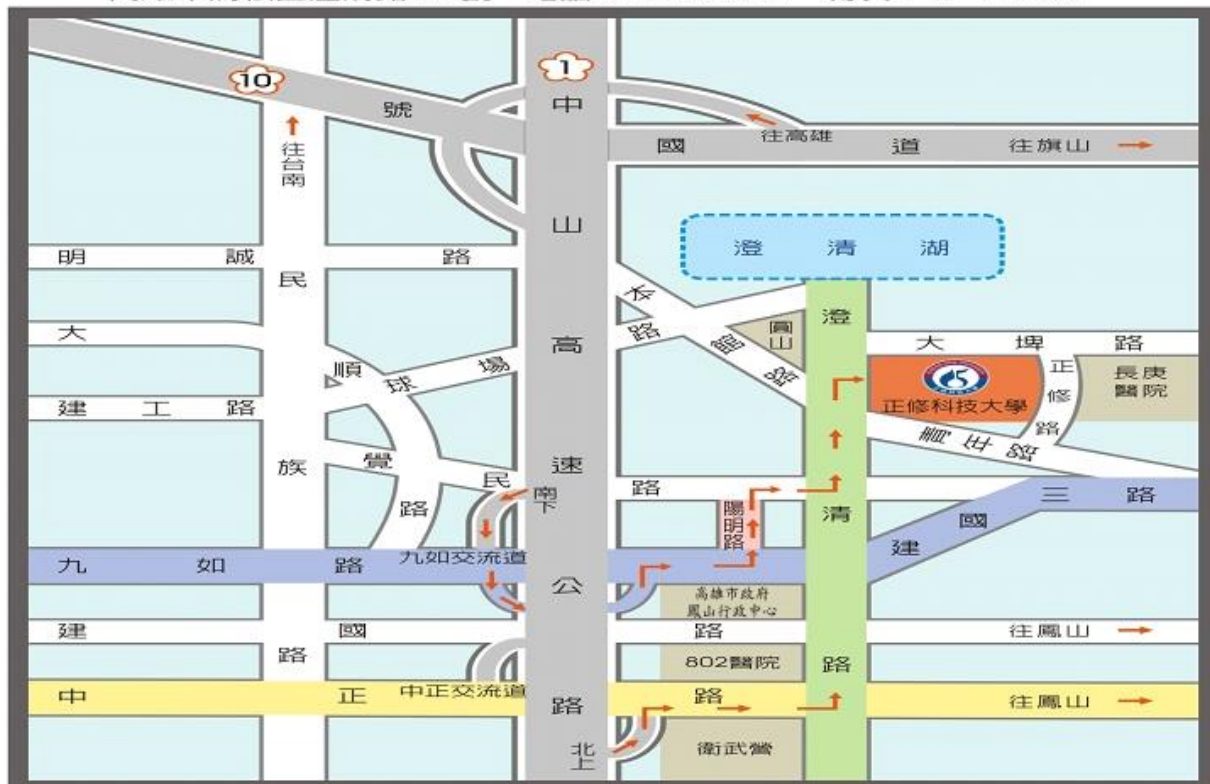 10
1
號
中
國
往高雄
道
往旗山
往台南
山
明誠路
民
澄清湖
本館路
大順路
高
球場路
圓山
澄清路
大埤路
正修科技大學
正修路
長庚醫院
建工路
族
覺民路
速
南下
陽明路
建國三路
九如路
九如交流道
公
高雄市政府
鳳山行政中心
建國路
往鳳山
路
802醫院
中正路
中正交流道
路
往鳳山
北上
衛武營